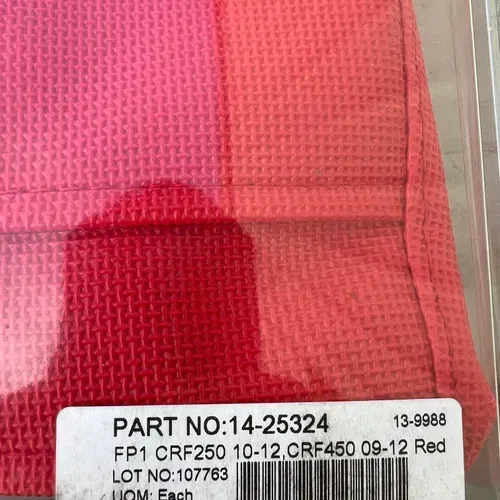 PART NO:14-25324 13-9988
FP1 CRF250 10-12,CRF450 09-12 Red
LOT NO:107763
UOM: Each